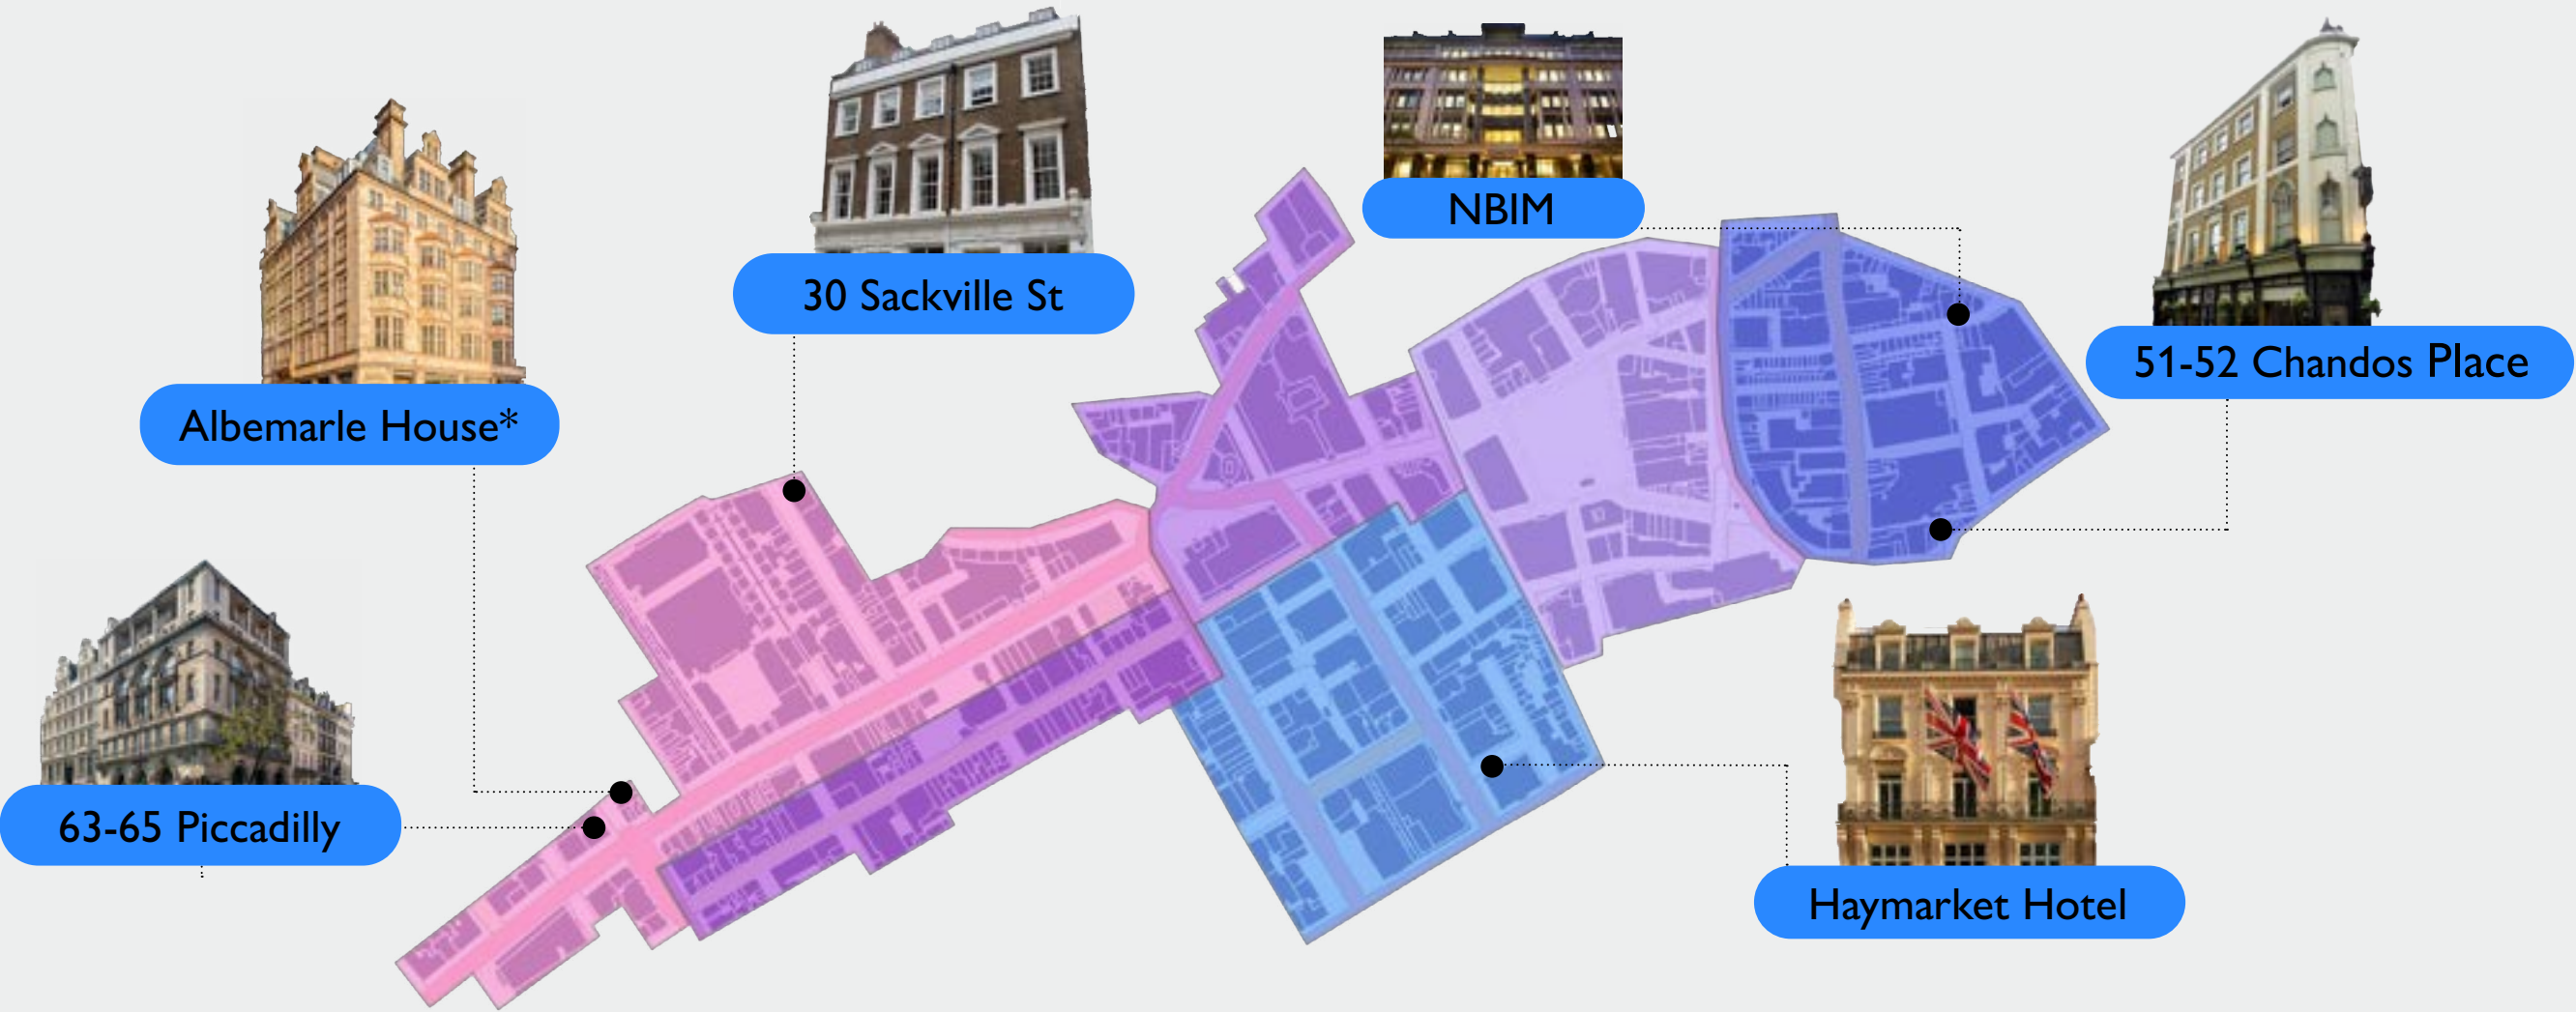 NBIM
30 Sackville St
51-52 Chandos Place
Albemarle House*
63-65 Piccadilly
Haymarket Hotel